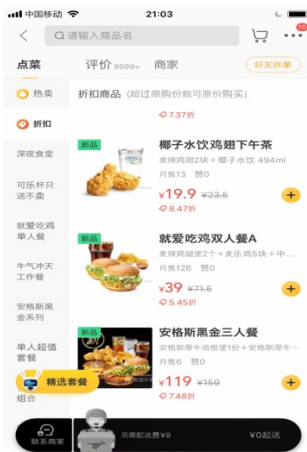 中国移动
21:03
请输入商品名
10
点菜
评价 9999+
商家
好友拼单
热卖
折扣商品 (超过限购份数可原价购买)
7.37折
折扣
深夜食堂
可乐杯只
送不卖
就爱吃鸡
单人餐
牛气冲天
工作餐
安格斯黑
金系列
单人超值
套餐
精选套餐
组合
新品
椰子水饮鸡翅下午茶
麦辣鸡翅2块+椰子水饮 494ml
月售13 赞0
¥19.9 ¥23.5
8.47折
新品
就爱吃鸡双人餐A
麦辣鸡腿堡2个+麦乐鸡5块+中...
月售126 赞0
¥39 ¥71.5
5.45折
新品
安格斯黑金三人餐
安格斯厚牛培根堡1份+安格斯厚牛...
月售6 赞0
¥119 ¥159
7.48折
联系商家
另需配送费¥9
¥0起送